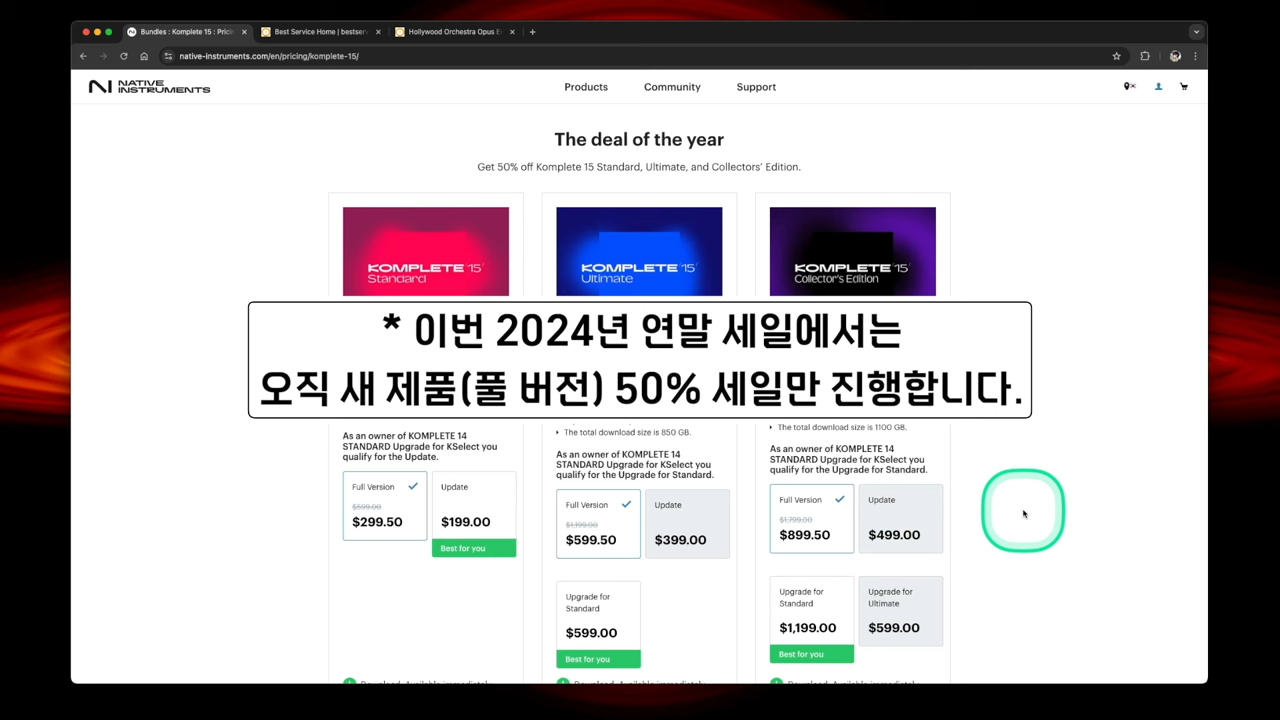 Bundles : Komplete 15 : Prici
Best Service Home | bestserv
Hollywood Orchestra Opus E
native-instruments.com/en/pricing/komplete-15/
NATIVE
INSTRUMENTS
Products
Community
Support
The deal of the year
Get 50% off Komplete 15 Standard, Ultimate, and Collectors’ Edition.
KOMPLETE '15'
Standard
KOMPLETE '15'
Ultimate
KOMPLETE '15'
Collector's Edition
* 이번 2024년 연말 세일에서는
오직 새 제품(풀 버전) 50% 세일만 진행합니다.
As an owner of KOMPLETE 14
STANDARD Upgrade for KSelect you
qualify for the Update.
Full Version
$599.00
$299.50
Update
$199.00
Best for you
The total download size is 850 GB.
As an owner of KOMPLETE 14
STANDARD Upgrade for KSelect you
qualify for the Upgrade for Standard.
Full Version
$1,199.00
$599.50
Update
$399.00
Upgrade for
Standard
$599.00
Best for you
The total download size is 1100 GB.
As an owner of KOMPLETE 14
STANDARD Upgrade for KSelect you
qualify for the Upgrade for Standard.
Full Version
$1,799.00
$899.50
Update
$499.00
Upgrade for
Standard
$1,199.00
Best for you
Upgrade for
Ultimate
$599.00